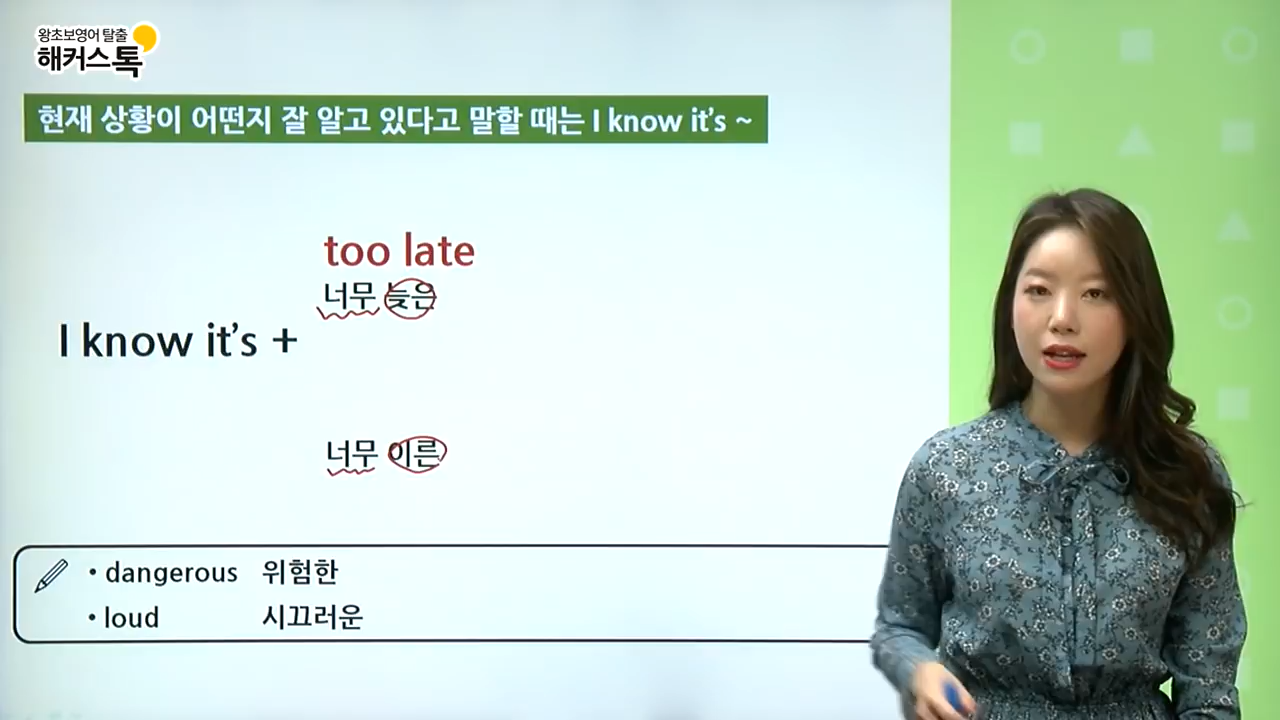 왕초보영어 탈출
해커스톡
현재 상황이 어떤지 잘 알고 있다고 말할 때는 I know it's ~
too late
너무 늦은
I know it's +
너무 이른
• dangerous 위험한
• loud 시끄러운